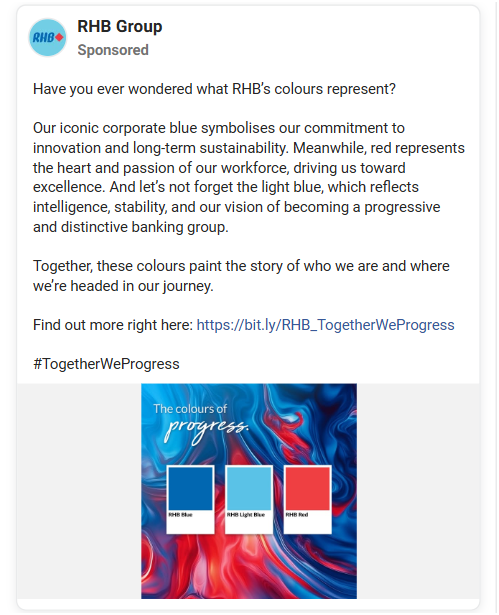 RHB
RHB Group
Sponsored
Have you ever wondered what RHB's colours represent?
Our iconic corporate blue symbolises our commitment to
innovation and long-term sustainability. Meanwhile, red represents
the heart and passion of our workforce, driving us toward
excellence. And let's not forget the light blue, which reflects
intelligence, stability, and our vision of becoming a progressive
and distinctive banking group.
Together, these colours paint the story of who we are and where
we're headed in our journey.
Find out more right here: https://bit.ly/RHB_TogetherWeProgress
#TogetherWeProgress
The colours of
progress.
RHB Blue
RHB Light Blue
RHB Red